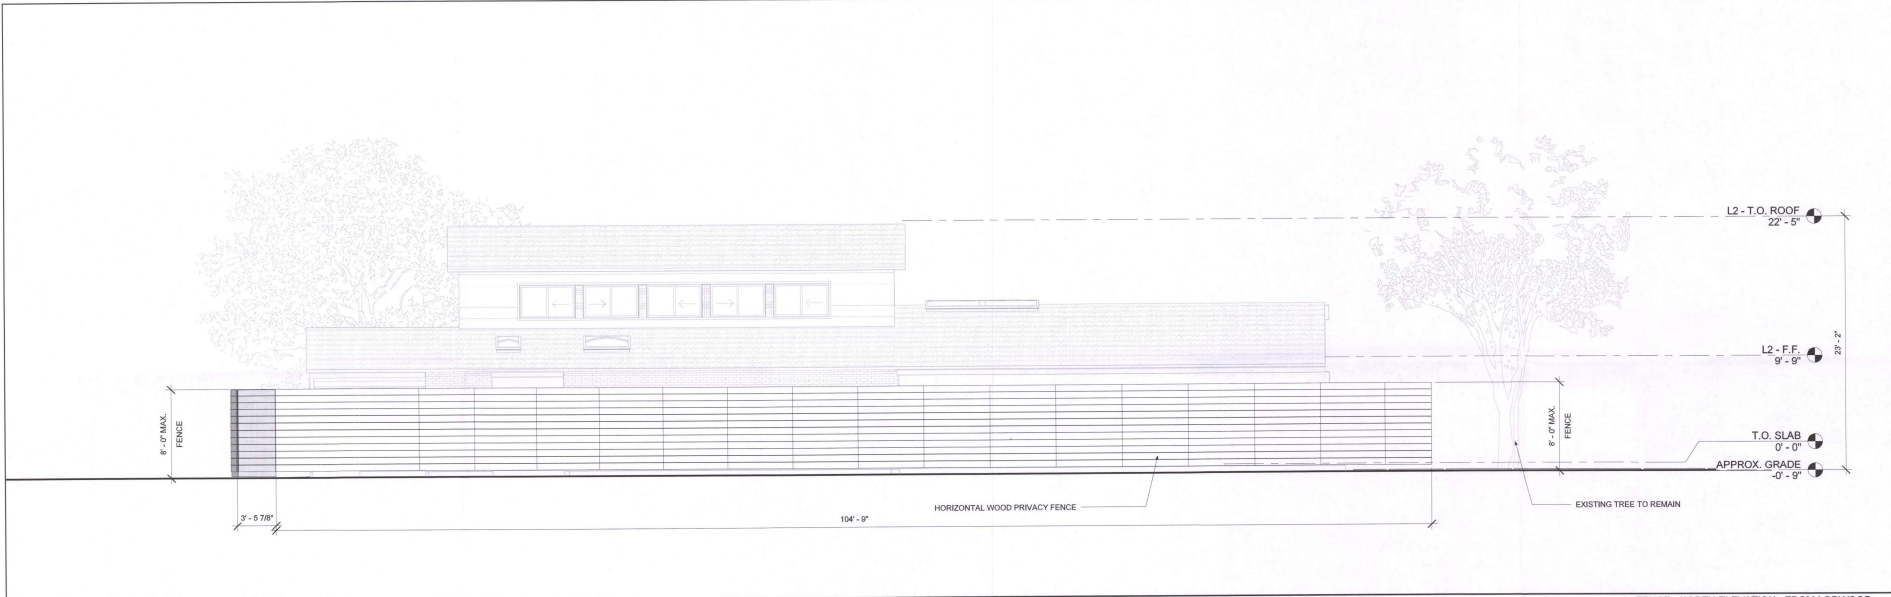 L2 - T.O. ROOF
22' - 5"
23' - 2"
L2 - F.F.
9' - 9"
8' - 0" MAX.
FENCE
8' - 0" MAX.
FENCE
T.O. SLAB
0' - 0"
APPROX. GRADE
-0' - 9"
HORIZONTAL WOOD PRIVACY FENCE
EXISTING TREE TO REMAIN
3' - 5 7/8"
104' - 9"